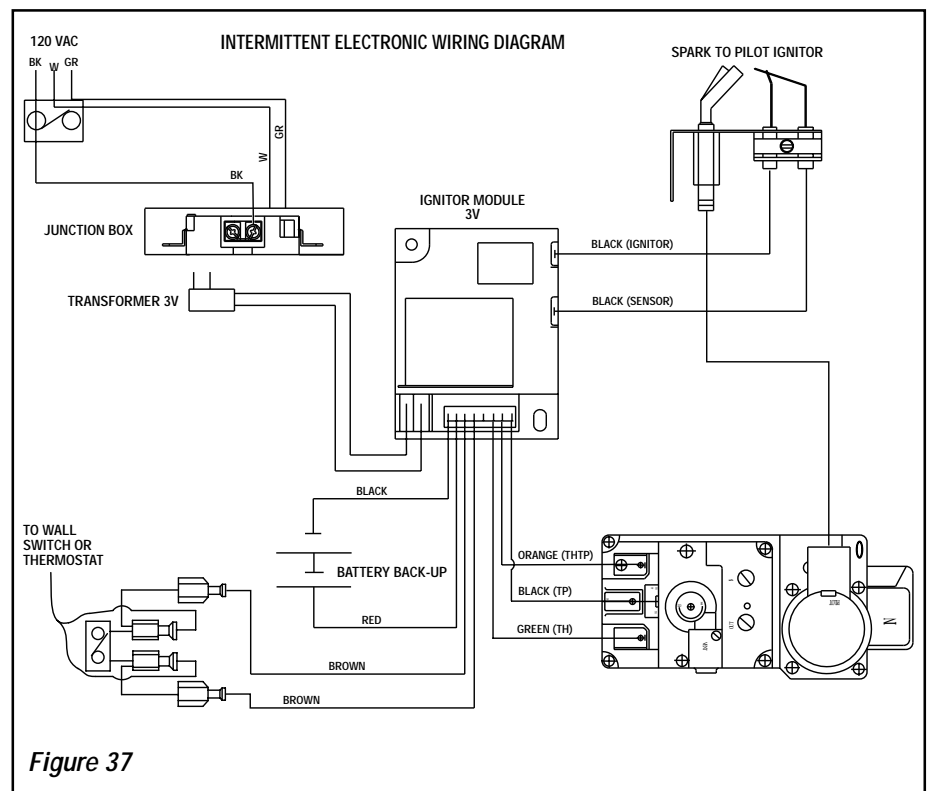 120 VAC
BK W GR
INTERMITTENT ELECTRONIC WIRING DIAGRAM
SPARK TO PILOT IGNITOR
W
GR
BK
JUNCTION BOX
IGNITOR MODULE
3V
BLACK (IGNITOR)
TRANSFORMER 3V
BLACK (SENSOR)
BLACK
TO WALL
SWITCH OR
THERMOSTAT
BATTERY BACK-UP
ORANGE (THTP)
BLACK (TP)
GREEN (TH)
RED
BROWN
BROWN
PILOT
OUT
N
Figure 37